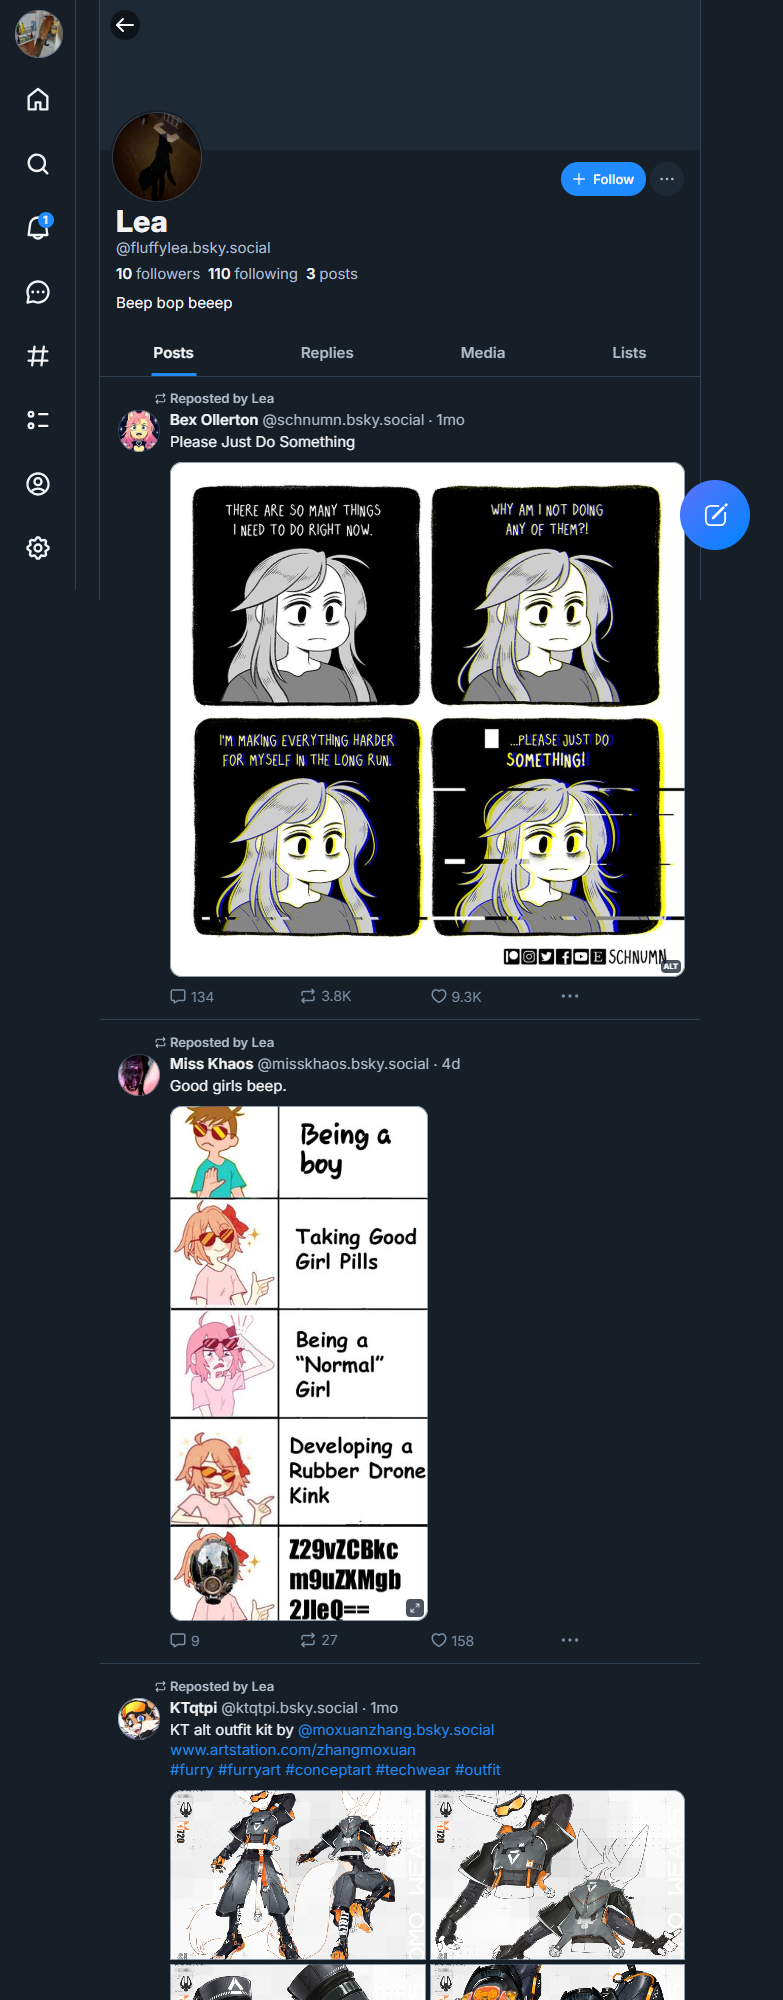 1
Follow
Lea
@fluffylea.bsky.social
10 followers 110 following 3 posts
Beep bop beeep
Posts Replies Media Lists
Reposted by Lea
Bex Ollerton @schnumn.bsky.social · 1mo
Please Just Do Something
THERE ARE SO MANY THINGS
I NEED TO DO RIGHT NOW.
WHY AM I NOT DOING
ANY OF THEM?!
I'M MAKING EVERYTHING HARDER
FOR MYSELF IN THE LONG RUN.
...PLEASE JUST DO
SOMETHING!
SCHNUMN
ALT
134 3.8K 9.3K
Reposted by Lea
Miss Khaos @misskhaos.bsky.social · 4d
Good girls beep.
Being a
boy
Taking Good
Girl Pills
Being a
“Normal”
Girl
Developing a
Rubber Drone
Kink
Z29vZCBkc
m9uZXMgb
2JleQ==
9 27 158
Reposted by Lea
KTqtpi @ktqtpi.bsky.social · 1mo
KT alt outfit kit by @moxuanzhang.bsky.social
www.artstation.com/zhangmoxuan
#furry #furryart #conceptart #techwear #outfit